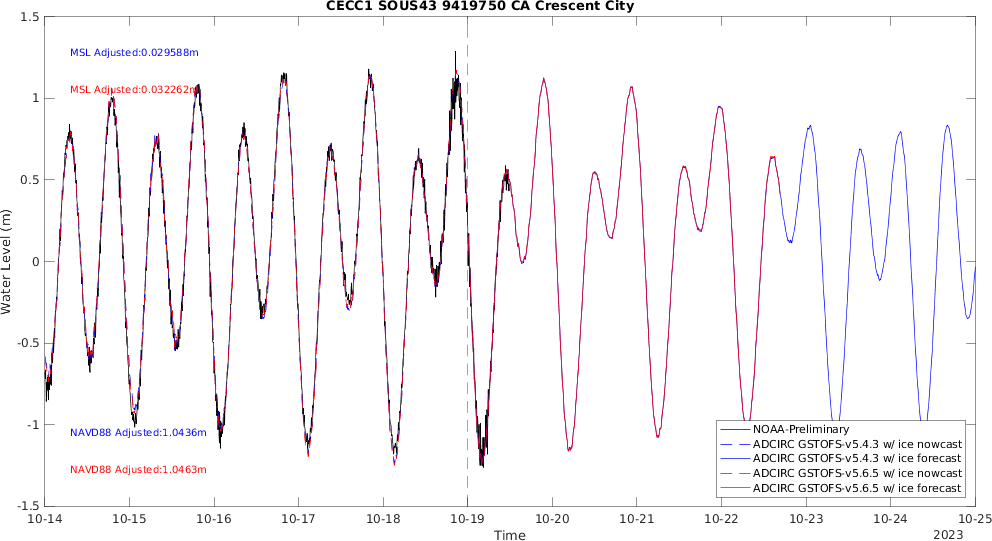 CECC1 SOUS43 9419750 CA Crescent City
1.5
1
0.5
0
-0.5
-1
-1.5
Water Level (m)
MSL Adjusted:0.029588m
MSL Adjusted:0.032262m
NAVD88 Adjusted:1.0436m
NAVD88 Adjusted:1.0463m
NOAA-Preliminary
ADCIRC GSTOFS-v5.4.3 w/ ice nowcast
ADCIRC GSTOFS-v5.4.3 w/ ice forecast
ADCIRC GSTOFS-v5.6.5 w/ ice nowcast
ADCIRC GSTOFS-v5.6.5 w/ ice forecast
10-14 10-15 10-16 10-17 10-18 10-19 10-20 10-21 10-22 10-23 10-24 10-25
Time
2023